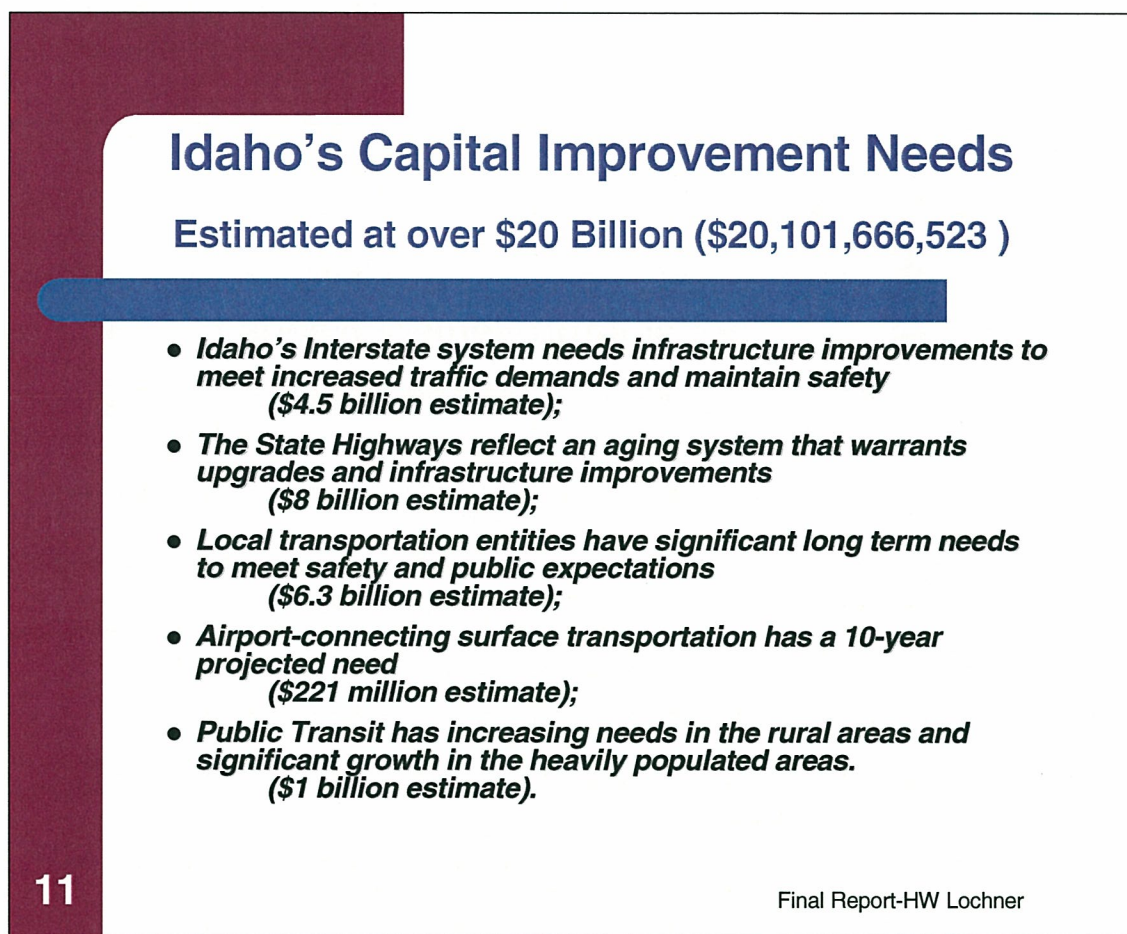 Idaho's Capital Improvement Needs
Estimated at over $20 Billion ($20,101,666,523 )
• Idaho's Interstate system needs infrastructure improvements to
meet increased traffic demands and maintain safety
($4.5 billion estimate);
• The State Highways reflect an aging system that warrants
upgrades and infrastructure improvements
($8 billion estimate);
• Local transportation entities have significant long term needs
to meet safety and public expectations
($6.3 billion estimate);
• Airport-connecting surface transportation has a 10-year
projected need
($221 million estimate);
• Public Transit has increasing needs in the rural areas and
significant growth in the heavily populated areas.
($1 billion estimate).
11
Final Report-HW Lochner